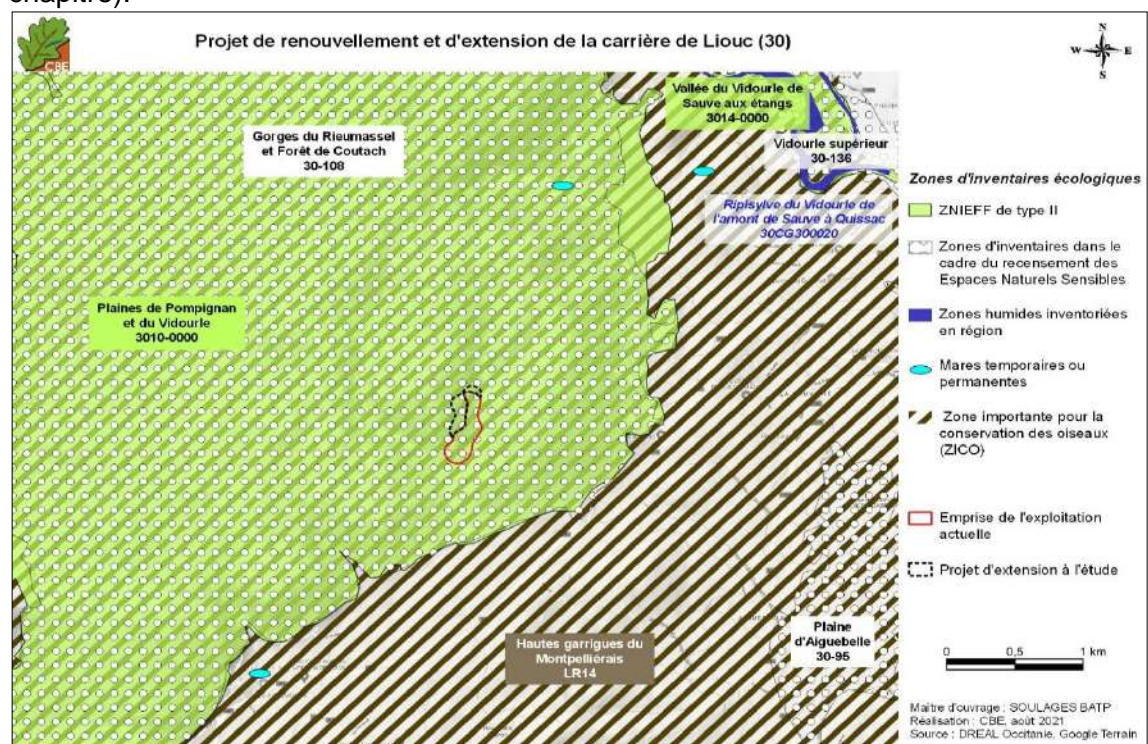 chapitre).
Projet de renouvellement et d'extension de la carrière de Liouc (30)
CBE
N
W E
S
Vallée du Vidourle de
Sauve aux étangs
3014-0000
Gorges du Rieumassel
et Forêt de Coutach
30-108
Vidourle supérieur
30-136
Ripisylve du Vidourle de
l'amont de Sauve à Quissac
30CG300020
Plaines de Pompignan
et du Vidourle
3010-0000
Hautes garrigues du
Montpelliérais
LR14
Plaine
d'Aiguebelle
30-95
Zones d'inventaires écologiques
ZNIEFF de type II
Zones d'inventaires dans le
cadre du recensement des
Espaces Naturels Sensibles
Zones humides inventoriées
en région
Mares temporaires ou
permanentes
Zone importante pour la
conservation des oiseaux
(ZICO)
Emprise de l'exploitation
actuelle
Projet d'extension à l'étude
0 0,5 1 km
Maître d'ouvrage : SOULAGES BATP
Réalisation : CBE, août 2021
Source : DREAL Occitanie, Google Terrain